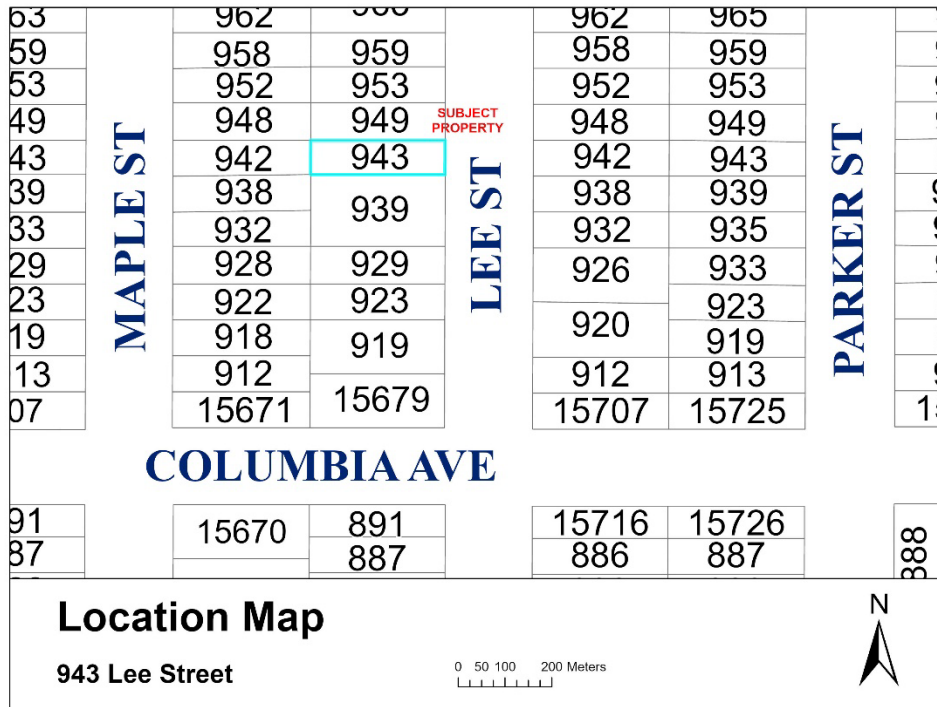 63 962 962 965
59 958 959 958 959
53 952 953 952 953
49 948 949 SUBJECT PROPERTY 948 949
43 942 943 942 943
39 938 939 938 939
33 932 932 935
29 928 929 926 933
23 922 923 920 923
19 918 919 919
13 912 912 913
07 15671 15679 15707 15725
MAPLE ST
LEE ST
PARKER ST
COLUMBIA AVE
91 15670 891 15716 15726
87 887 886 887
888
Location Map
943 Lee Street
0 50 100 200 Meters
N